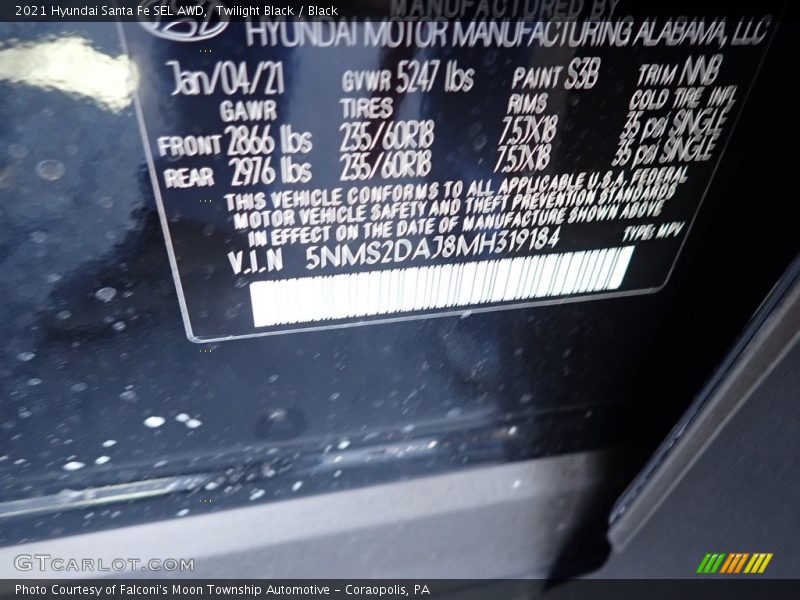 2021 Hyundai Santa Fe SEL AWD, Twilight Black / Black
MANUFACTURED BY
HYUNDAI MOTOR MANUFACTURING ALABAMA, LLC
Jan/04/21 GVWR 5247 lbs PAINT S3B TRIM NNB
GAWR TIRES RIMS COLD TIRE INFL
FRONT 2866 lbs 235/60R18 7.5JX18 35 psi SINGLE
REAR 2976 lbs 235/60R18 7.5JX18 35 psi SINGLE
THIS VEHICLE CONFORMS TO ALL APPLICABLE U.S.A. FEDERAL
MOTOR VEHICLE SAFETY AND THEFT PREVENTION STANDARDS
IN EFFECT ON THE DATE OF MANUFACTURE SHOWN ABOVE
V.I.N 5NMS2DAJ8MH319184 TYPE: MPV
GTCARLOT.COM
Photo Courtesy of Falconi's Moon Township Automotive – Coraopolis, PA